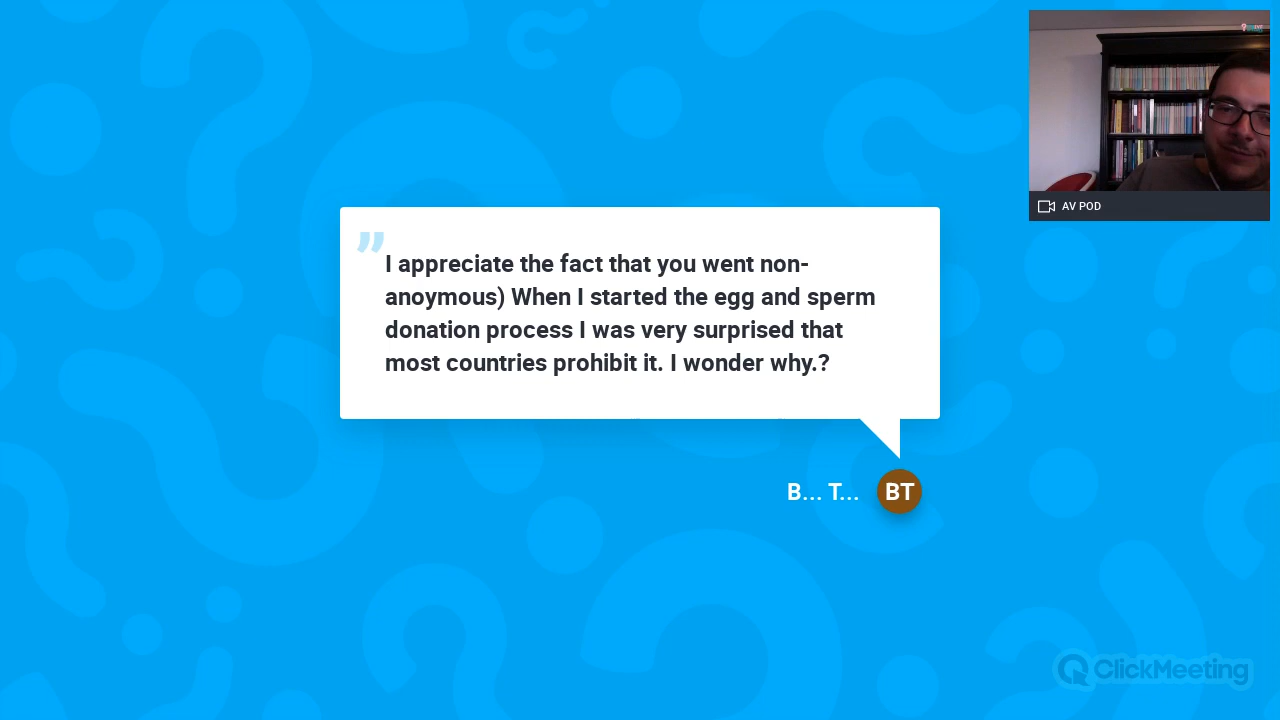 I appreciate the fact that you went non-
anoymous) When I started the egg and sperm
donation process I was very surprised that
most countries prohibit it. I wonder why.?
B... T... BT
AV POD
ClickMeeting